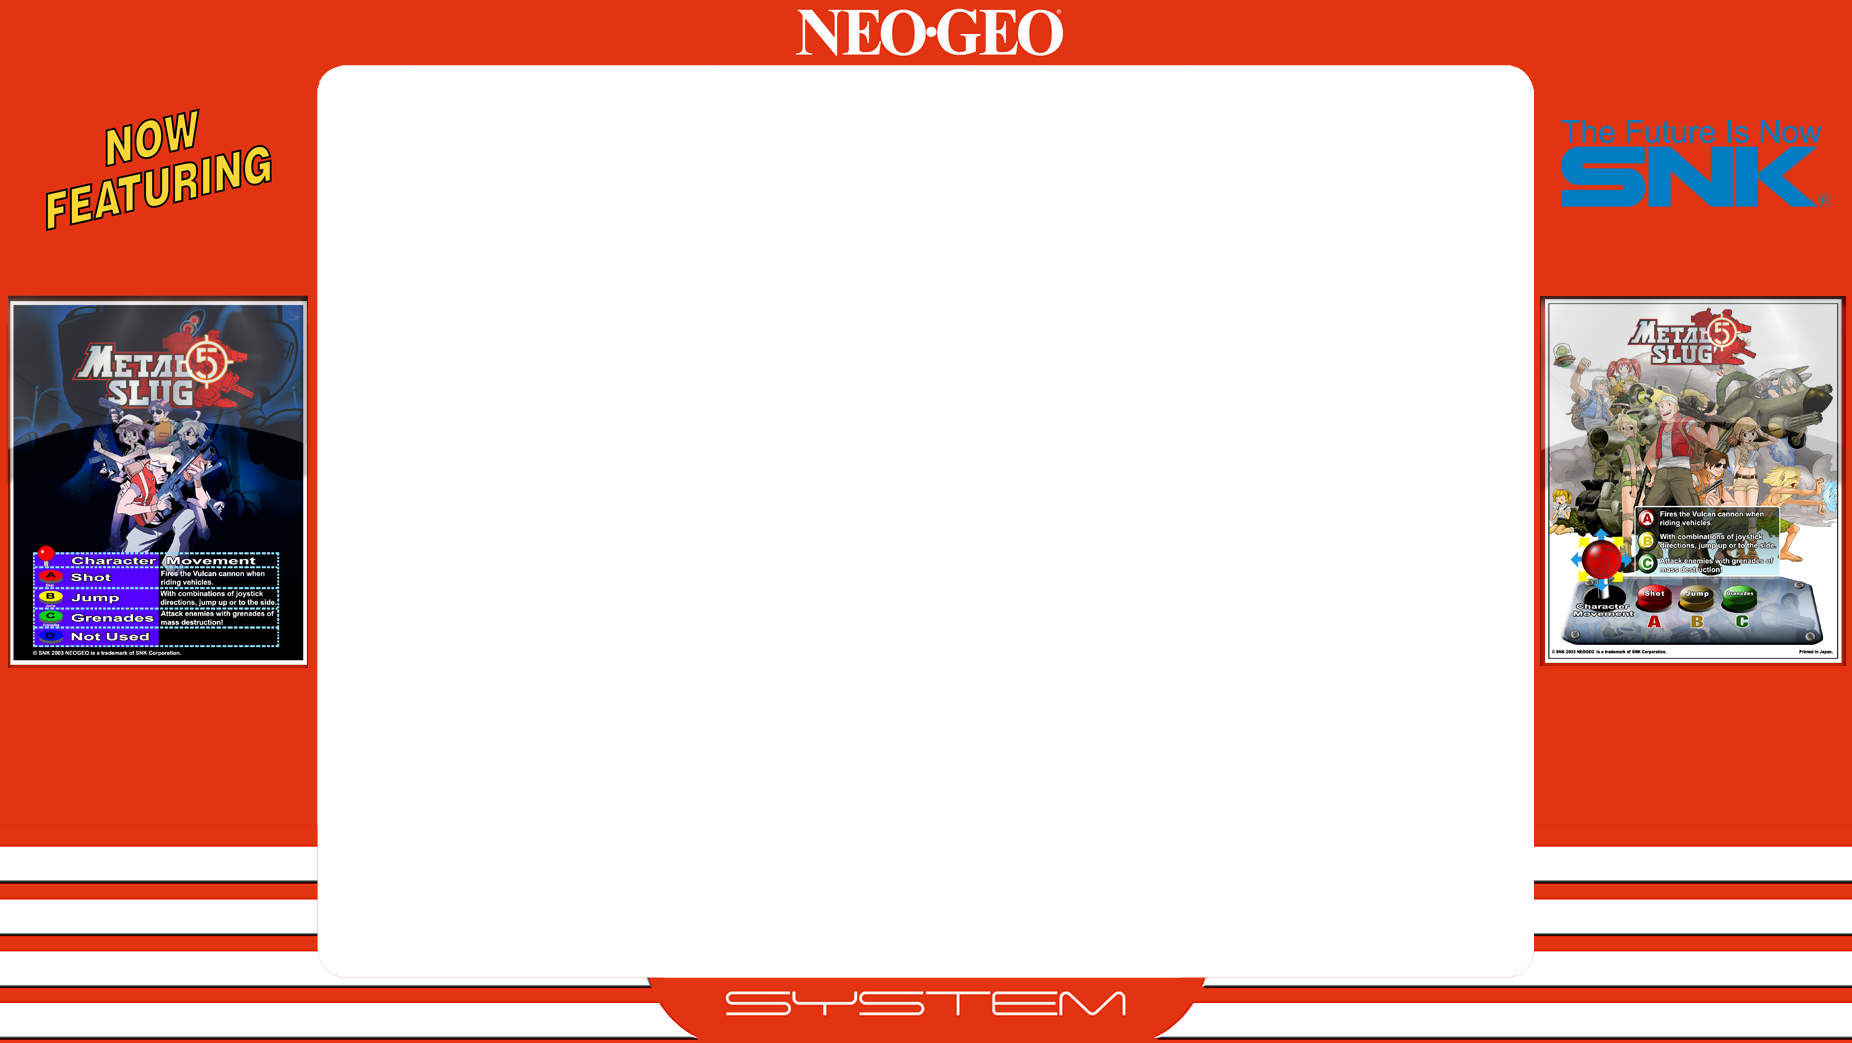 NEO•GEO®
NOW
FEATURING
The Future Is Now
SNK®
METAL
SLUG 5
Character Movement
A Shot Fires the Vulcan cannon when
riding vehicles.
B Jump With combinations of joystick
directions, jump up or to the side.
C Grenades Attack enemies with grenades of
mass destruction!
D Not Used
© SNK 2003 NEOGEO is a trademark of SNK Corporation.
METAL
SLUG 5
A Fires the Vulcan cannon when
riding vehicles.
B With combinations of joystick
directions, jump up or to the side.
C Attack enemies with grenades of
mass destruction!
Character
Movement
Shot Jump Grenades
A B C
© SNK 2003 NEOGEO is a trademark of SNK Corporation. Printed in Japan.
SYSTEM